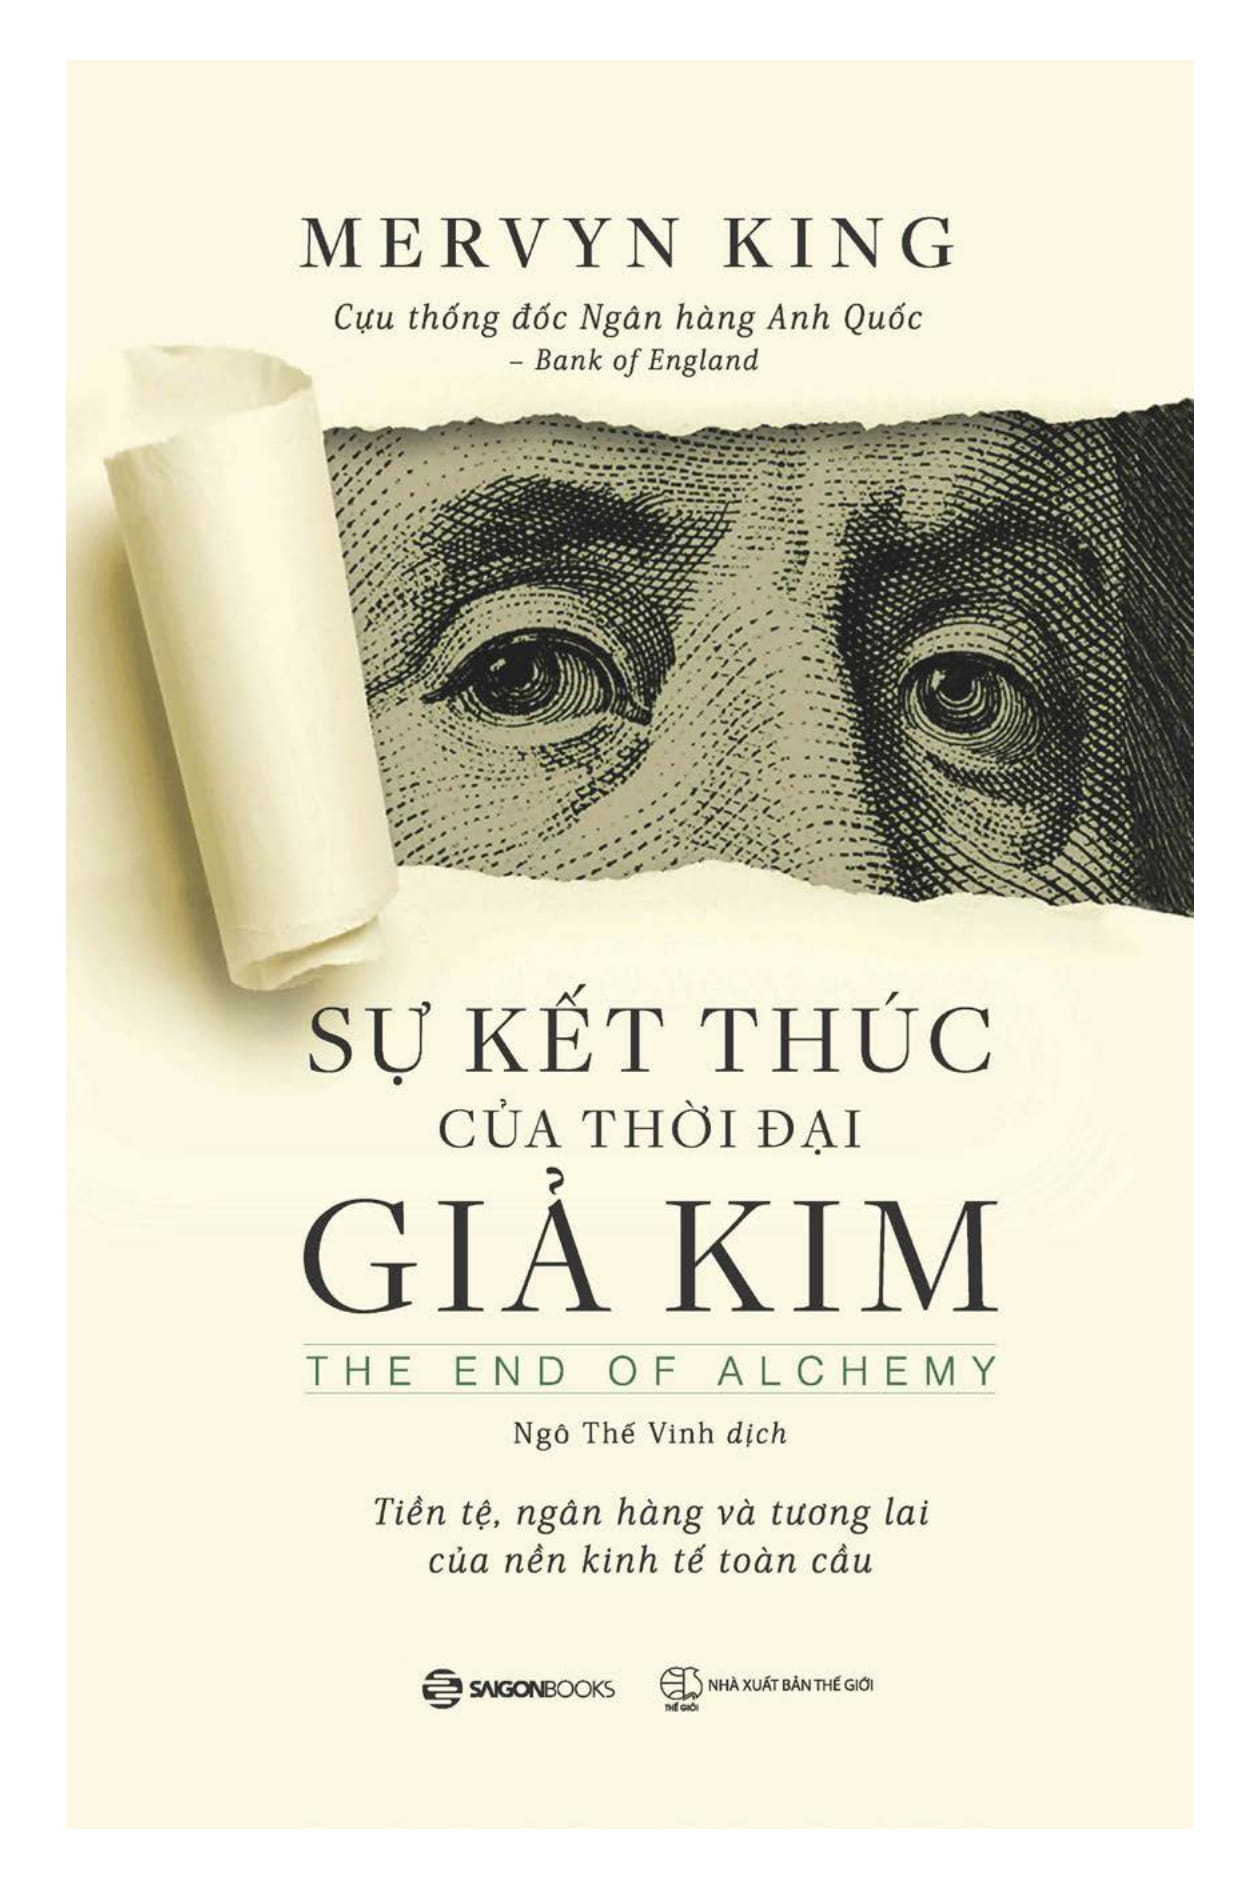 MERVYN KING
Cựu thống đốc Ngân hàng Anh Quốc
– Bank of England
SỰ KẾT THÚC
CỦA THỜI ĐẠI
GIẢ KIM
THE END OF ALCHEMY
Ngô Thế Vinh dịch
Tiền tệ, ngân hàng và tương lai
của nền kinh tế toàn cầu
SAIGONBOOKS
NHÀ XUẤT BẢN THẾ GIỚI
THẾ GIỚI